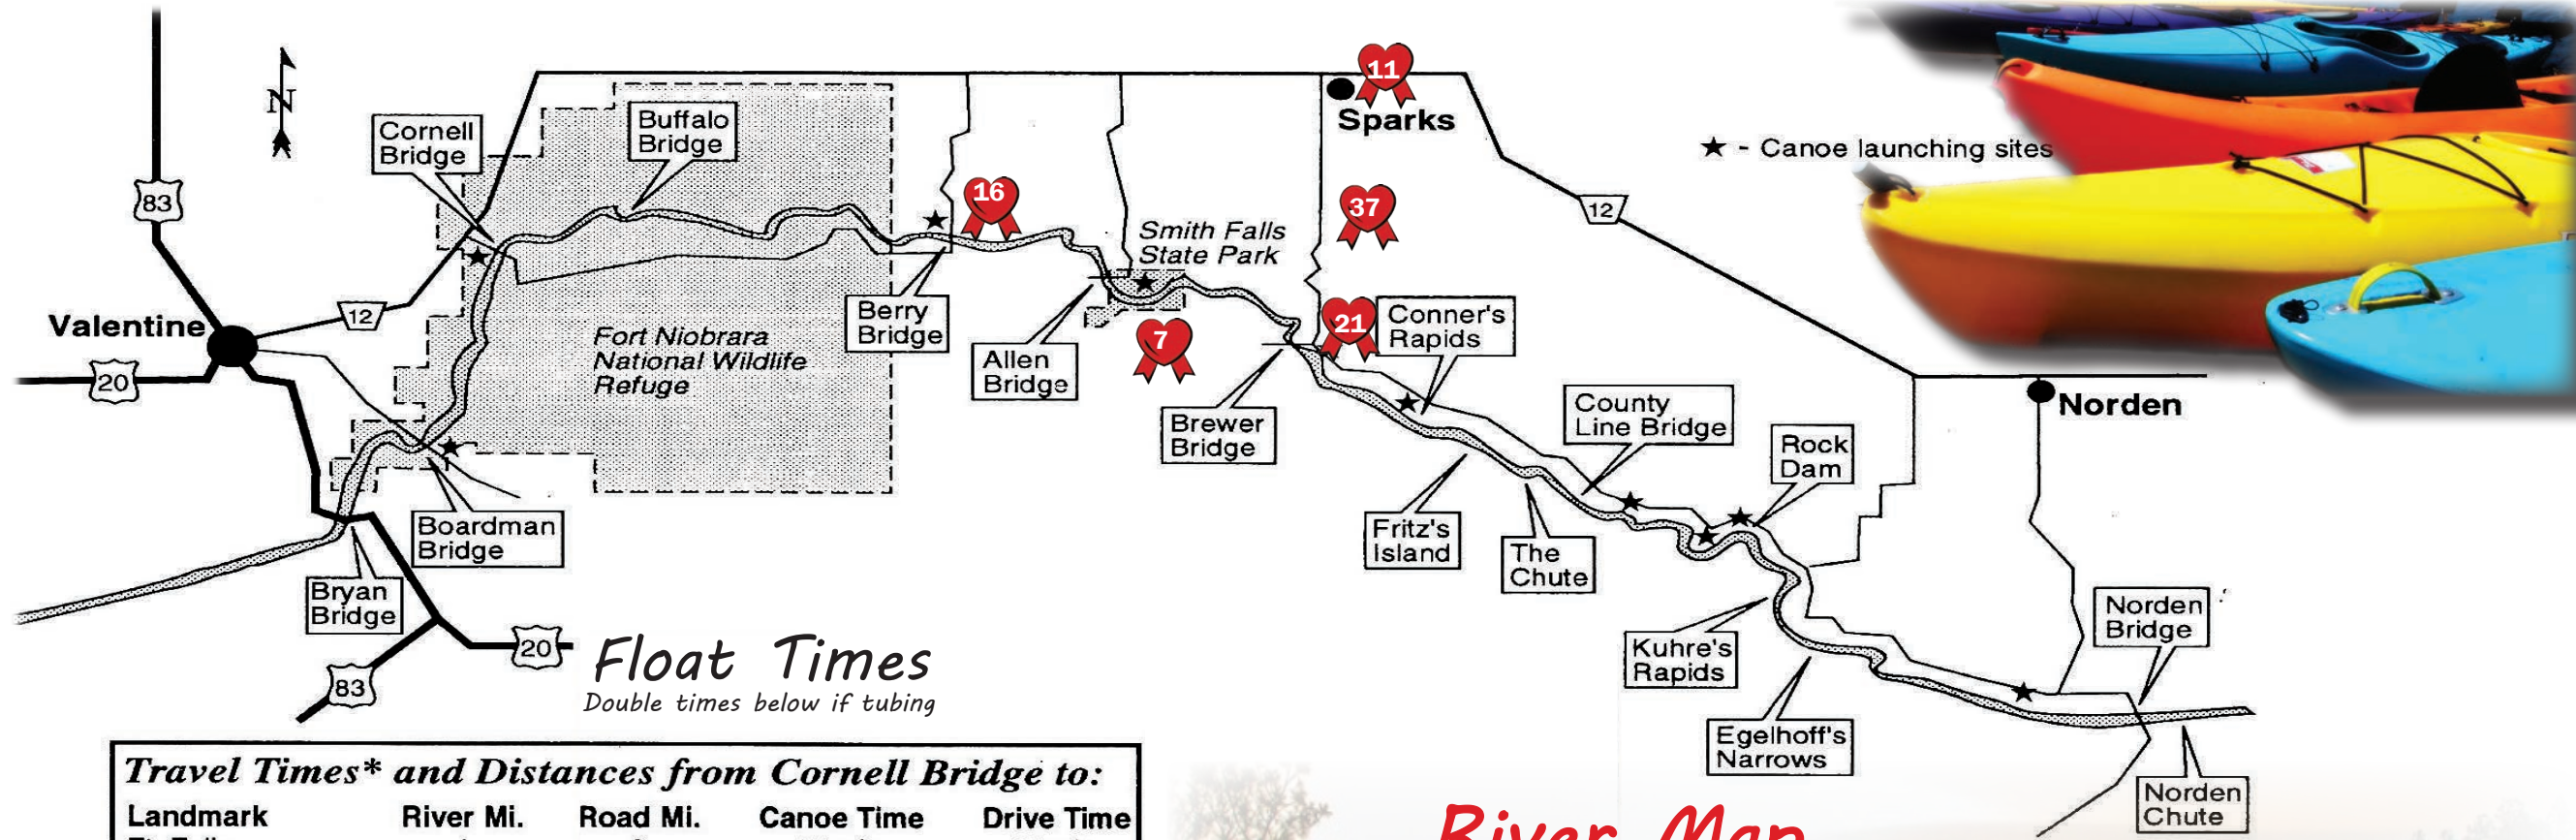 11
Sparks
Cornell
Bridge
Buffalo
Bridge
N
★ - Canoe launching sites
83
16
37
12
Smith Falls
State Park
Valentine
12
Berry
Bridge
Fort Niobrara
National Wildlife
Refuge
7
21
Conner's
Rapids
Allen
Bridge
20
Norden
Brewer
Bridge
County
Line Bridge
Rock
Dam
Boardman
Bridge
Fritz's
Island
The
Chute
Bryan
Bridge
Norden
Bridge
Kuhre's
Rapids
20
83
Float Times
Double times below if tubing
Egelhoff's
Narrows
Norden
Chute
Travel Times* and Distances from Cornell Bridge to:
Landmark River Mi. Road Mi. Canoe Time Drive Time
River Map